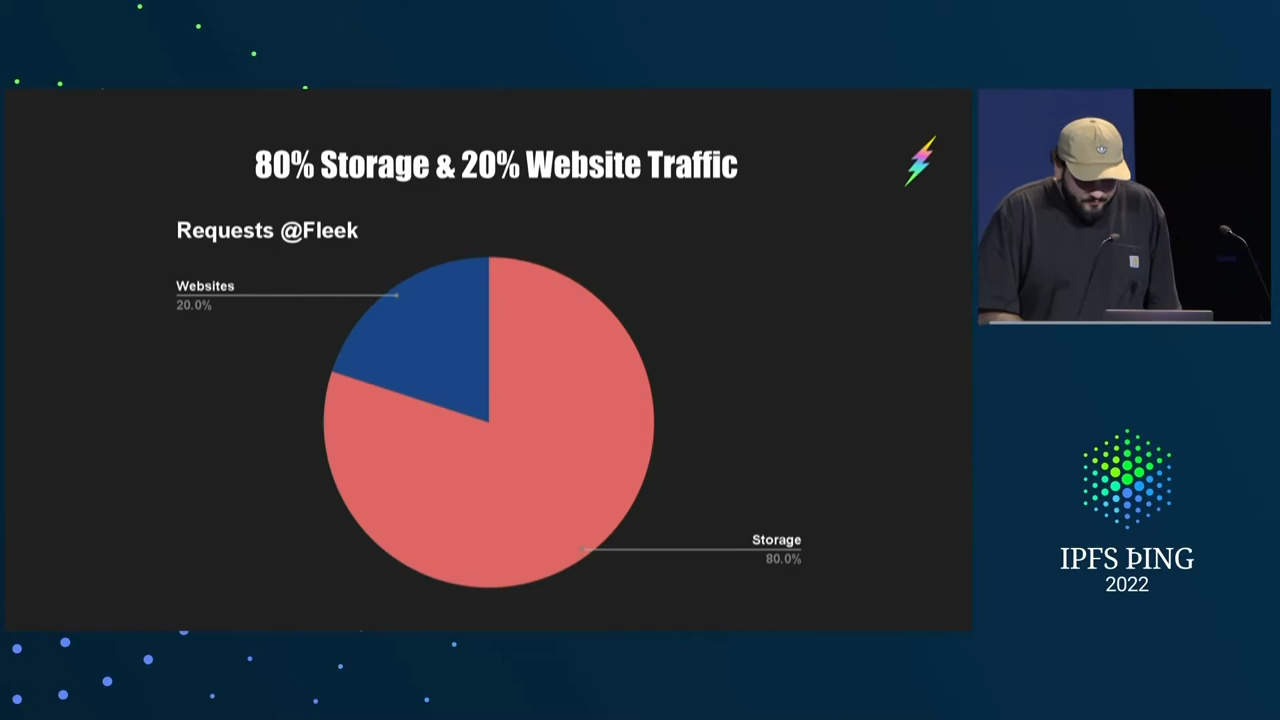 80% Storage & 20% Website Traffic
Requests @Fleek
Websites
20.0%
Storage
80.0%
IPFS ÞING
2022